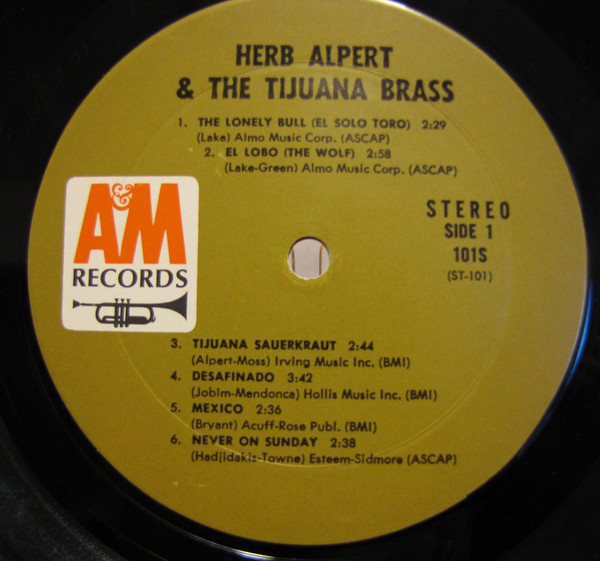 HERB ALPERT
& THE TIJUANA BRASS
1. THE LONELY BULL (EL SOLO TORO) 2:29
(Lake) Almo Music Corp. (ASCAP)
2. EL LOBO (THE WOLF) 2:58
(Lake-Green) Almo Music Corp. (ASCAP)
A&M
RECORDS
STEREO
SIDE 1
101S
(ST-101)
3. TIJUANA SAUERKRAUT 2:44
(Alpert-Moss) Irving Music Inc. (BMI)
4. DESAFINADO 3:42
(Jobim-Mendonca) Hollis Music Inc. (BMI)
5. MEXICO 2:36
(Bryant) Acuff-Rose Publ. (BMI)
6. NEVER ON SUNDAY 2:38
(Hadjidakis-Towne) Esteem-Sidmore (ASCAP)